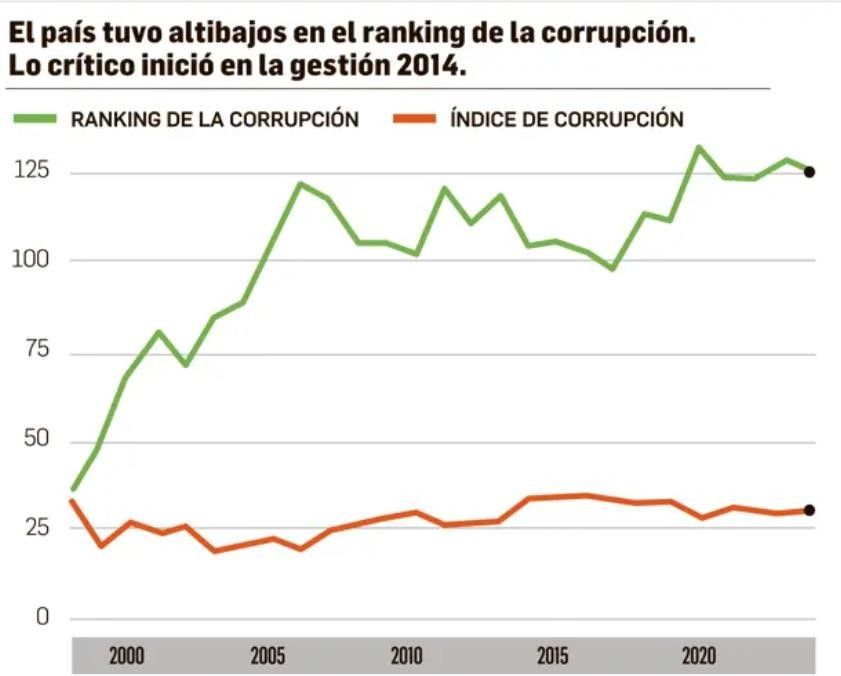 El país tuvo altibajos en el ranking de la corrupción.
Lo crítico inició en la gestión 2014.
RANKING DE LA CORRUPCIÓN
ÍNDICE DE CORRUPCIÓN
125
100
75
50
25
0
2000 2005 2010 2015 2020